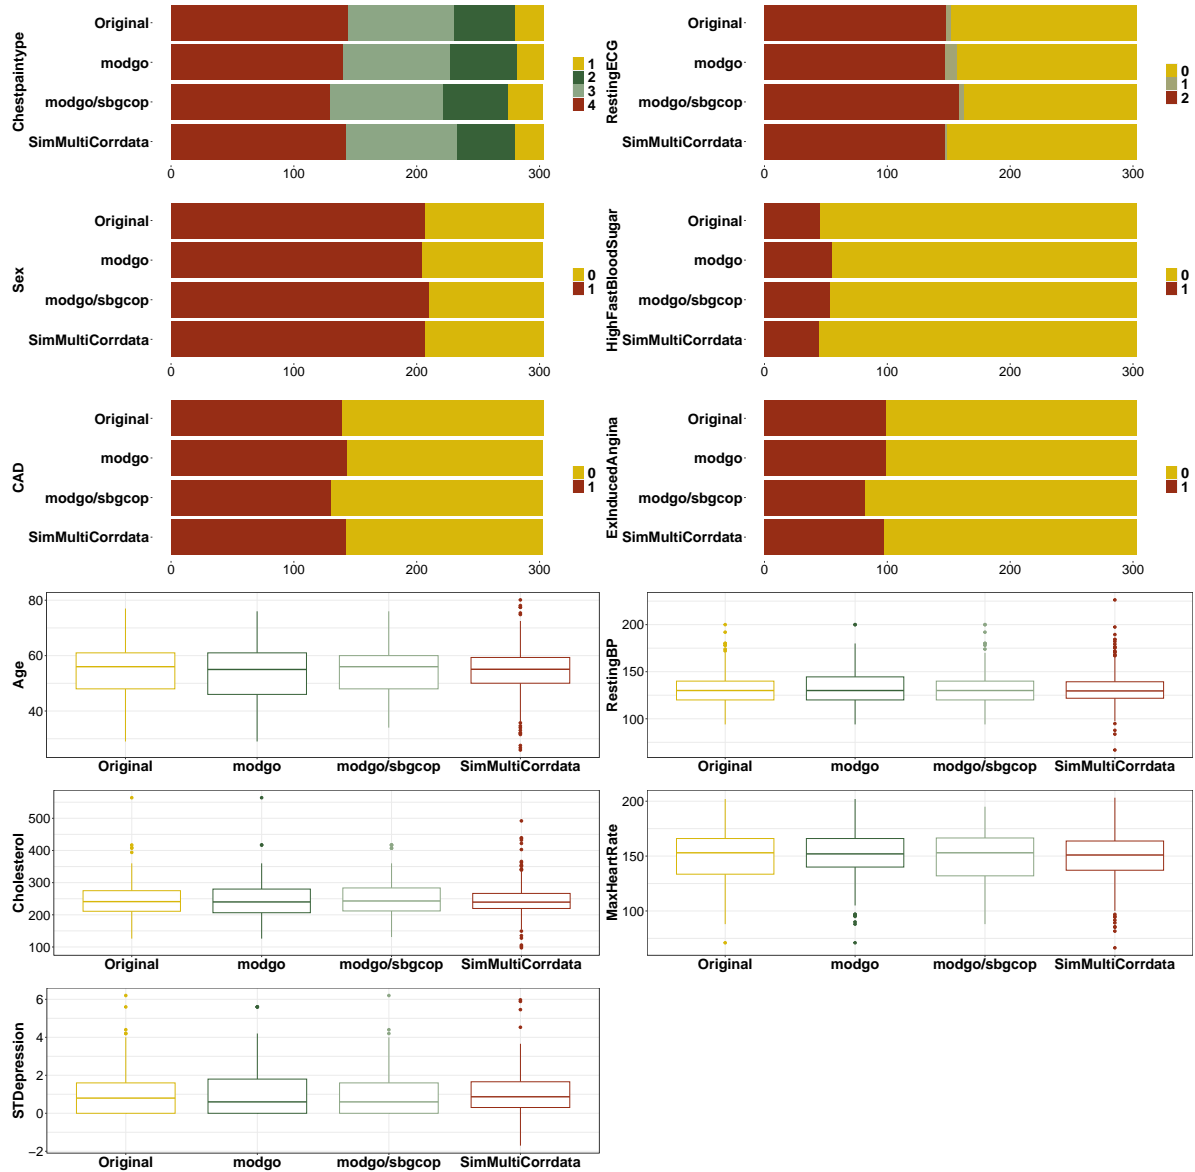 Chestpaintype
Original
modgo
modgo/sbgcop
SimMultiCorrdata
0 100 200 300
1
2
3
4
RestingECG
Original
modgo
modgo/sbgcop
SimMultiCorrdata
0 100 200 300
0
1
2
Sex
Original
modgo
modgo/sbgcop
SimMultiCorrdata
0 100 200 300
0
1
HighFastBloodSugar
Original
modgo
modgo/sbgcop
SimMultiCorrdata
0 100 200 300
0
1
CAD
Original
modgo
modgo/sbgcop
SimMultiCorrdata
0 100 200 300
0
1
ExInducedAngina
Original
modgo
modgo/sbgcop
SimMultiCorrdata
0 100 200 300
0
1
Age
80
60
40
Original modgo modgo/sbgcop SimMultiCorrdata
RestingBP
200
150
100
Original modgo modgo/sbgcop SimMultiCorrdata
Cholesterol
500
400
300
200
100
Original modgo modgo/sbgcop SimMultiCorrdata
MaxHeartRate
200
150
100
Original modgo modgo/sbgcop SimMultiCorrdata
STDepression
6
4
2
0
−2
Original modgo modgo/sbgcop SimMultiCorrdata